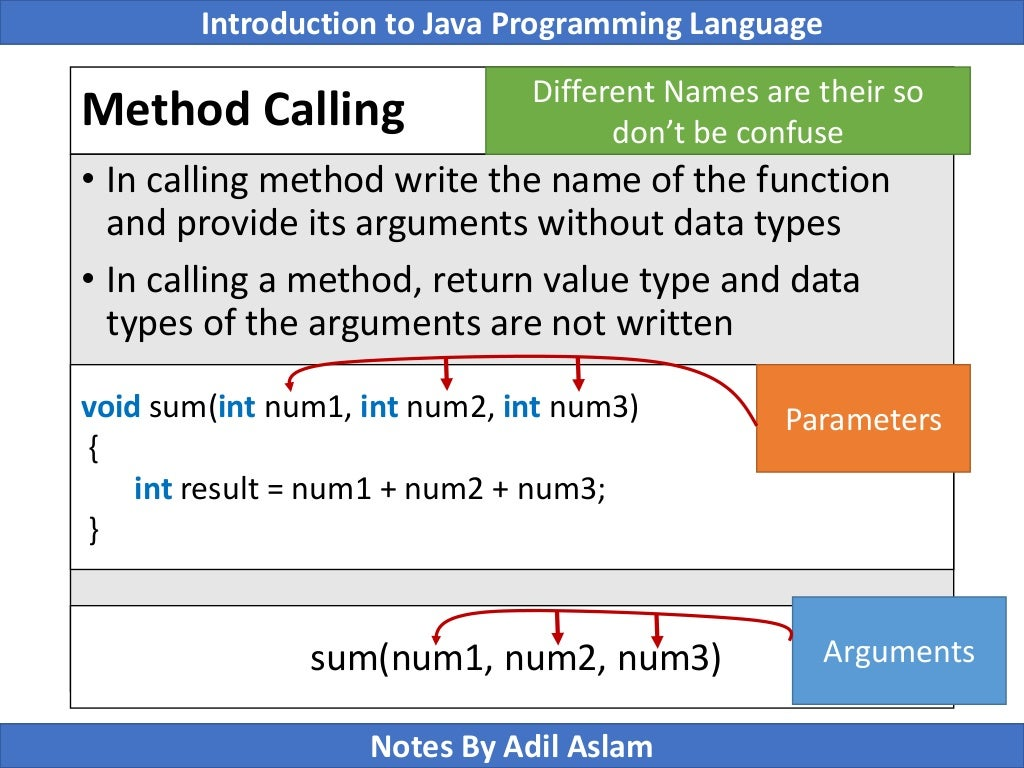 Introduction to Java Programming Language
Method Calling
Different Names are their so
don’t be confuse
• In calling method write the name of the function
and provide its arguments without data types
• In calling a method, return value type and data
types of the arguments are not written
void sum(int num1, int num2, int num3)
{
int result = num1 + num2 + num3;
}
Parameters
sum(num1, num2, num3)
Arguments
Notes By Adil Aslam